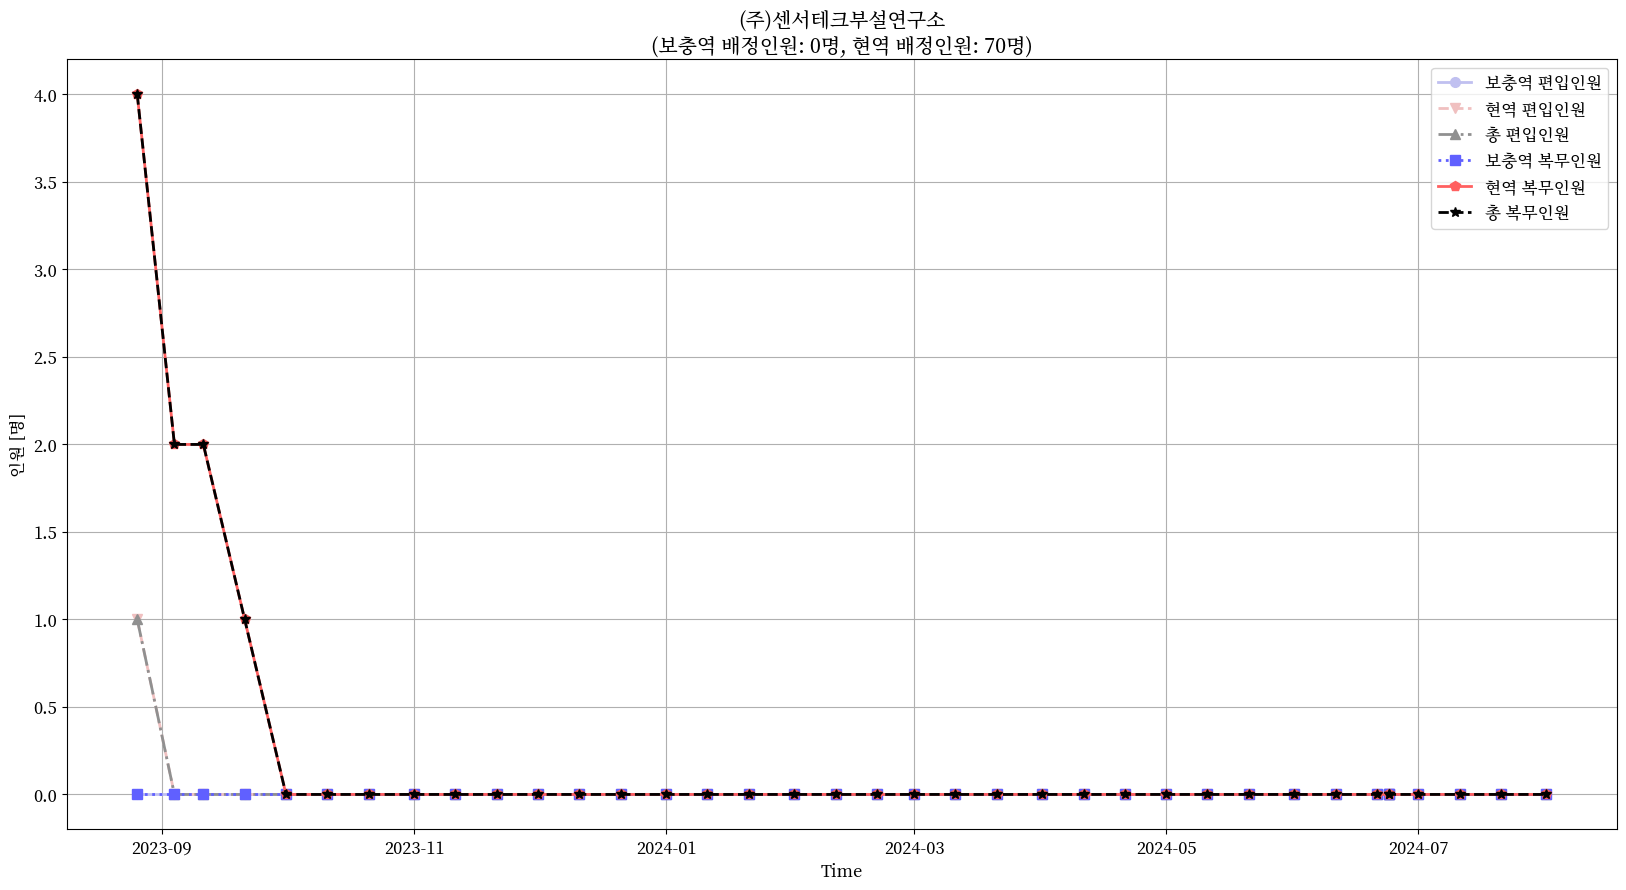 (주)센서테크부설연구소
(보충역 배정인원: 0명, 현역 배정인원: 70명)
보충역 편입인원
현역 편입인원
총 편입인원
보충역 복무인원
현역 복무인원
총 복무인원
인원 [명]
4.0
3.5
3.0
2.5
2.0
1.5
1.0
0.5
0.0
2023-09 2023-11 2024-01 2024-03 2024-05 2024-07
Time